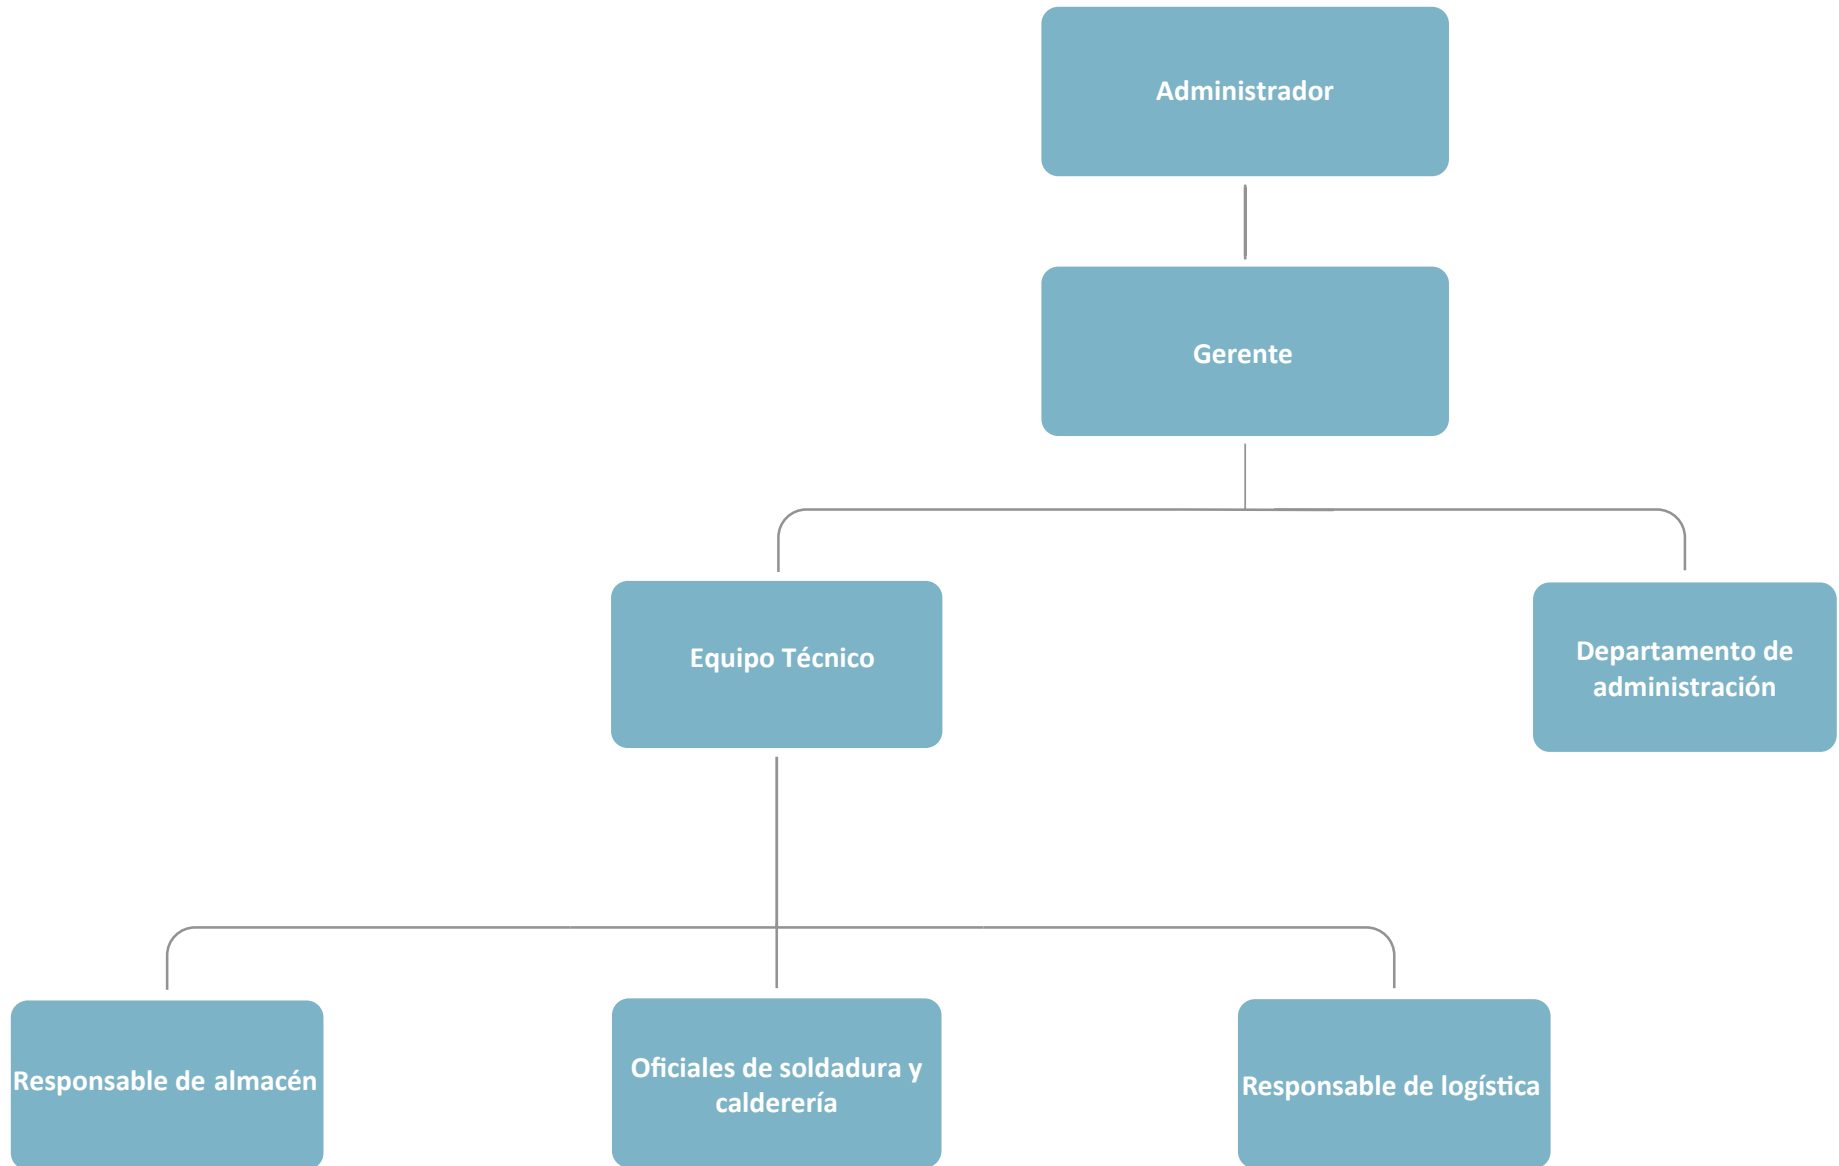 Administrador
Gerente
Equipo Técnico
Departamento de
administración
Responsable de almacén
Oficiales de soldadura y
calderería
Responsable de logística